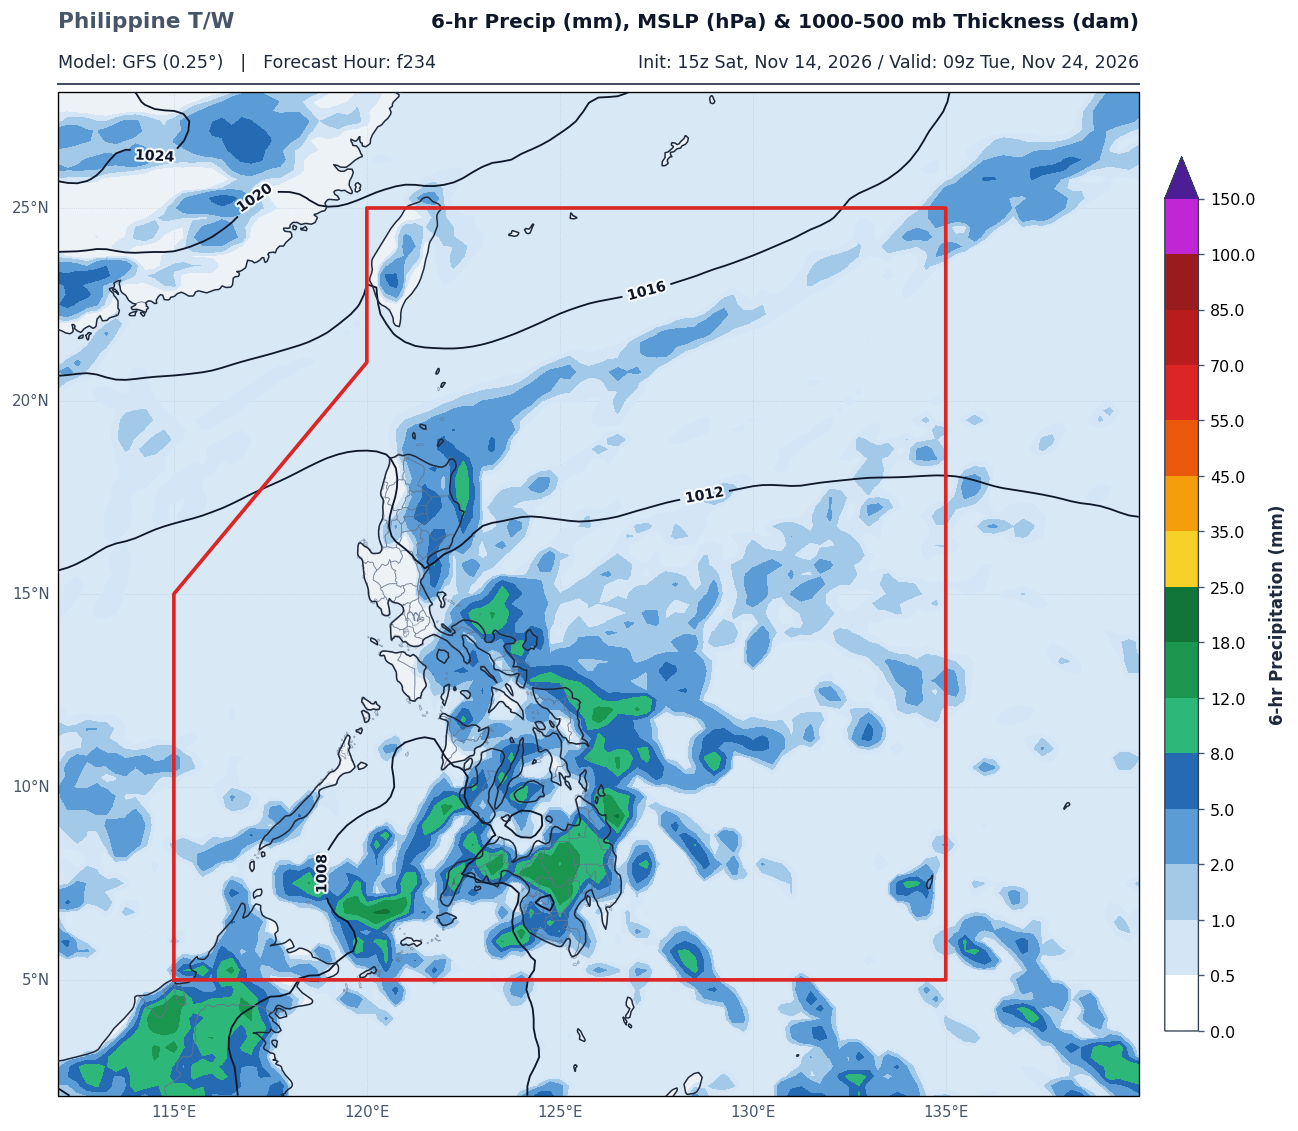 Philippine T/W
6-hr Precip (mm), MSLP (hPa) & 1000-500 mb Thickness (dam)
Model: GFS (0.25°) | Forecast Hour: f234
Init: 15z Sat, Nov 14, 2026 / Valid: 09z Tue, Nov 24, 2026
1024
1020
1016
1012
1008
25°N
20°N
15°N
10°N
5°N
115°E
120°E
125°E
130°E
135°E
150.0
100.0
85.0
70.0
55.0
45.0
35.0
25.0
18.0
12.0
8.0
5.0
2.0
1.0
0.5
0.0
6-hr Precipitation (mm)